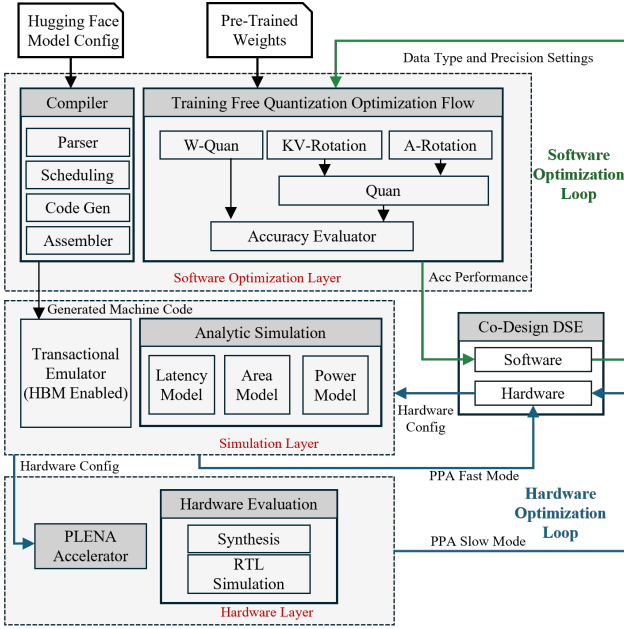 Hugging Face
Model Config
Pre-Trained
Weights
Data Type and Precision Settings
Compiler
Parser
Scheduling
Code Gen
Assembler
Training Free Quantization Optimization Flow
W-Quan
KV-Rotation
A-Rotation
Quan
Accuracy Evaluator
Software Optimization Layer
Software
Optimization
Loop
Acc Performance
Generated Machine Code
Transactional
Emulator
(HBM Enabled)
Analytic Simulation
Latency
Model
Area
Model
Power
Model
Simulation Layer
Co-Design DSE
Software
Hardware
Hardware
Config
Hardware Config
PPA Fast Mode
Hardware
Optimization
Loop
PLENA
Accelerator
Hardware Evaluation
Synthesis
RTL
Simulation
Hardware Layer
PPA Slow Mode